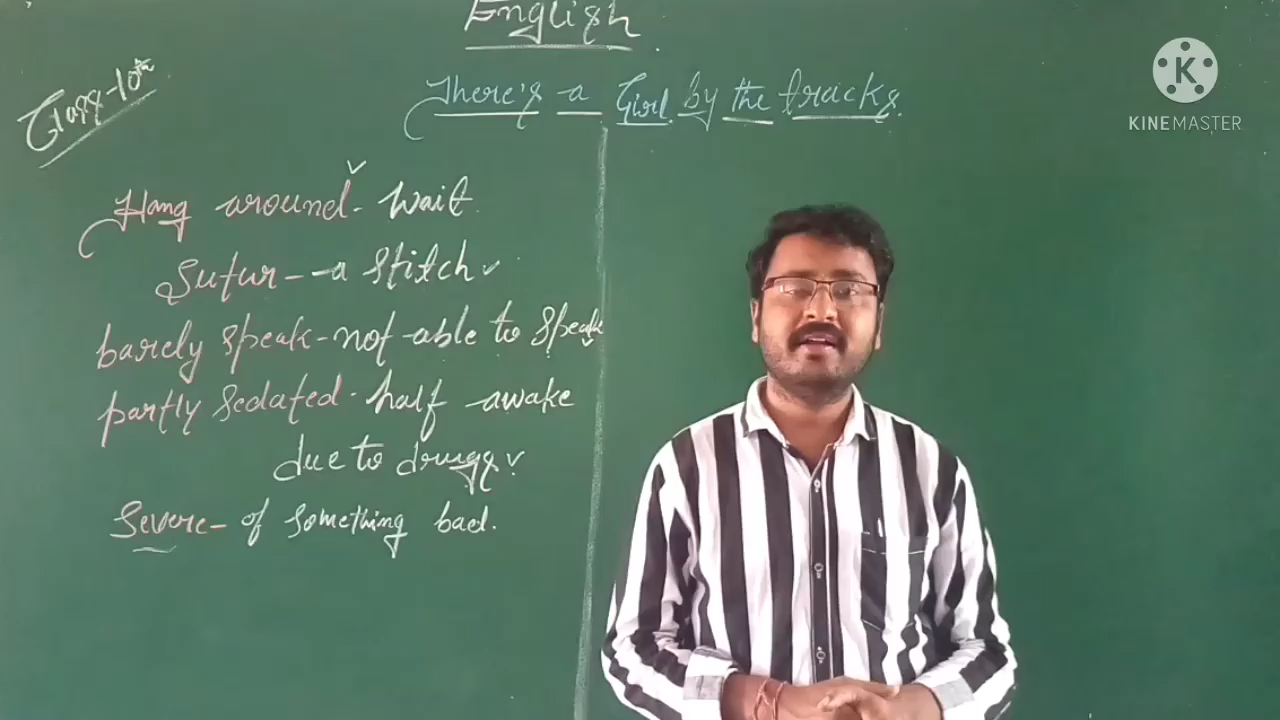 English
Class-10th
There's a Girl by the tracks.
Hang around - Wait.
Sutur - a stitch
barely speak - not able to speak
partly sedated - half awake
due to drugs
Severe - of something bad.
K
KINEMASTER